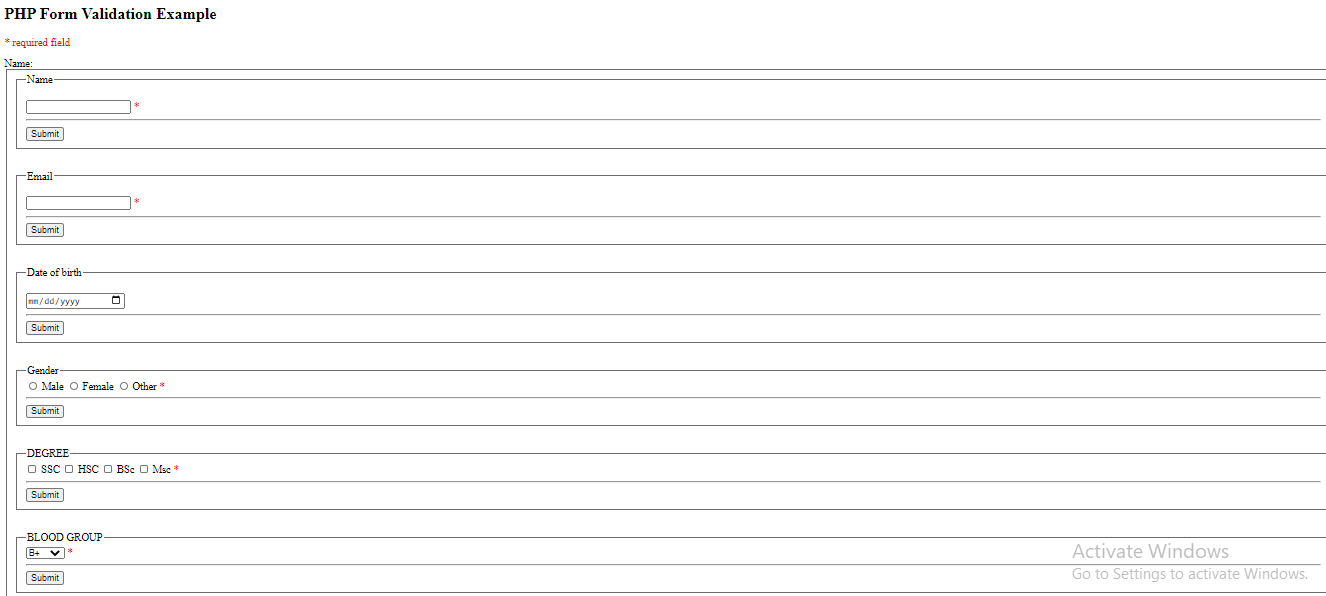 PHP Form Validation Example
* required field
Name:
Name
*
Submit
Email
*
Submit
Date of birth
mm/dd/yyyy
Submit
Gender
Male Female Other *
Submit
DEGREE
SSC HSC BSc Msc *
Submit
BLOOD GROUP
B+ *
Submit
Activate Windows
Go to Settings to activate Windows.